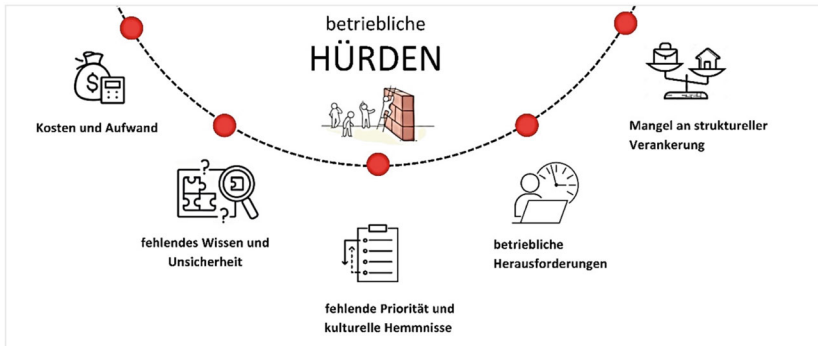 betriebliche
HÜRDEN
Kosten und Aufwand
fehlendes Wissen und
Unsicherheit
fehlende Priorität und
kulturelle Hemmnisse
betriebliche
Herausforderungen
Mangel an struktureller
Verankerung